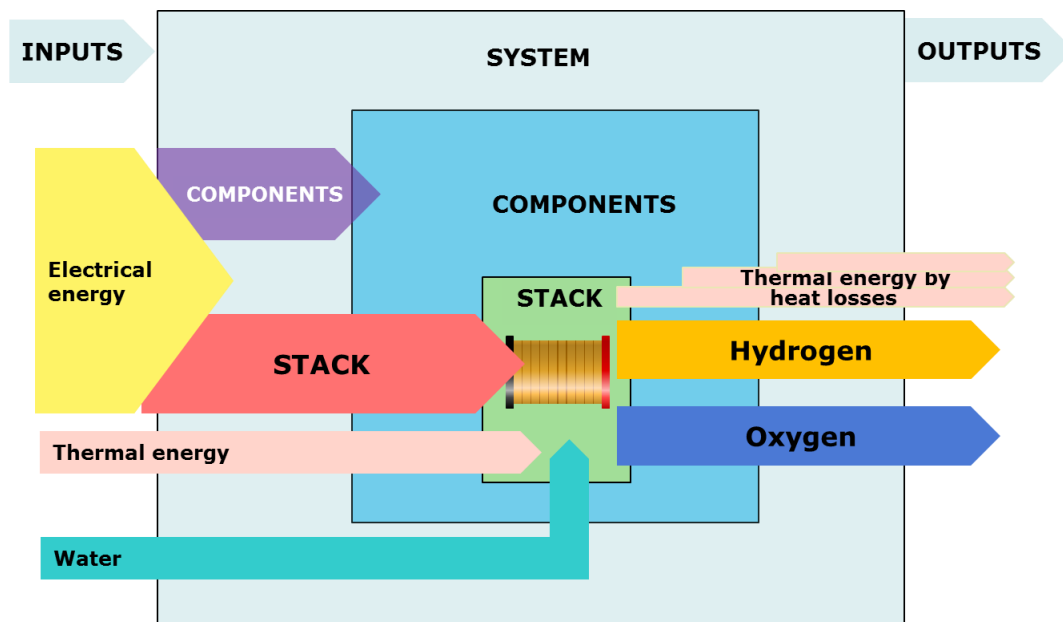 INPUTS
SYSTEM
OUTPUTS
COMPONENTS
COMPONENTS
Electrical
energy
STACK
Thermal energy by
heat losses
STACK
Hydrogen
Thermal energy
Oxygen
Water